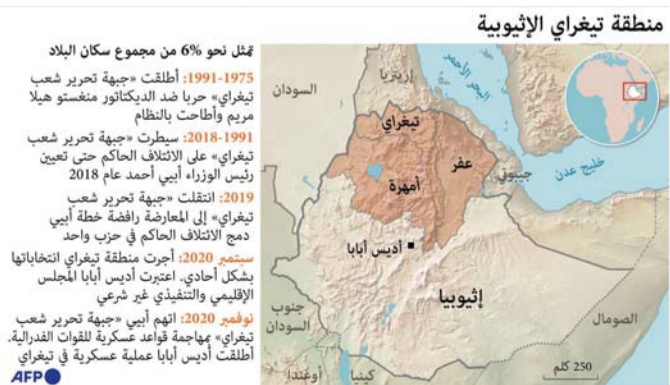 منطقة تيغراي الإثيوبية
تمثل نحو 6% من مجموع سكان البلاد
1991-1975: أطلقت «جبهة تحرير شعب
تيغراي» حربا ضد الديكتاتور منغستو هيلا
مريم وأطاحت بالنظام
2018-1991: سيطرت «جبهة تحرير شعب
تيغراي» على الائتلاف الحاكم حتى تعيين
رئيس الوزراء أبيي أحمد عام 2018
2019: انتقلت «جبهة تحرير شعب
تيغراي» إلى المعارضة رافضة خطة أبيي
دمج الائتلاف الحاكم في حزب واحد
سبتمبر 2020: أجرت منطقة تيغراي انتخاباتها
بشكل أحادي. اعتبرت أديس أبابا المجلس
الإقليمي والتنفيذي غير شرعي
نوفمبر 2020: اتهم أبيي «جبهة تحرير شعب
تيغراي» بمهاجمة قواعد عسكرية للقوات الفدرالية.
أطلقت أديس أبابا عملية عسكرية في تيغراي
AFP
السودان
إريتريا
البحر الأحمر
تيغراي
عفر
أمهرة
جيبوتي
خليج عدن
أديس أبابا
إثيوبيا
جنوب
السودان
الصومال
أوغندا
كينيا
250 كلم